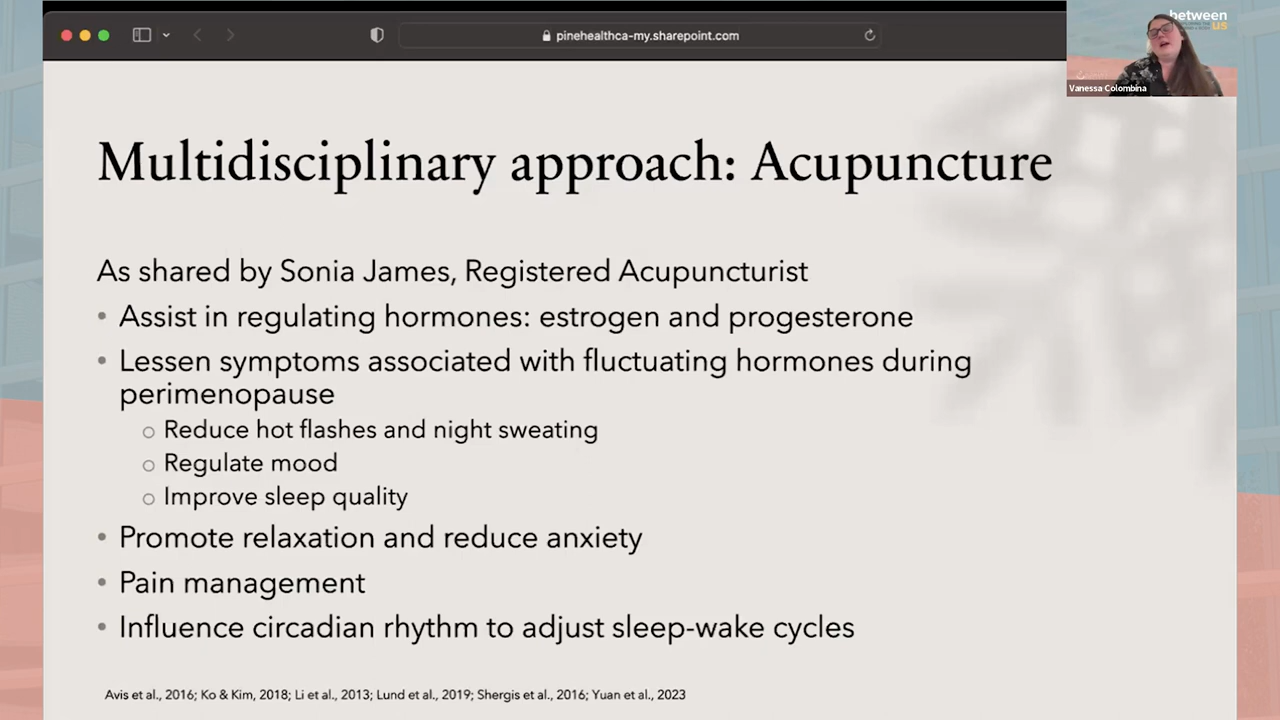 pinehealthca-my.sharepoint.com
between
us
Vanessa Colombina
Multidisciplinary approach: Acupuncture
As shared by Sonia James, Registered Acupuncturist
• Assist in regulating hormones: estrogen and progesterone
• Lessen symptoms associated with fluctuating hormones during
perimenopause
○ Reduce hot flashes and night sweating
○ Regulate mood
○ Improve sleep quality
• Promote relaxation and reduce anxiety
• Pain management
• Influence circadian rhythm to adjust sleep-wake cycles
Avis et al., 2016; Ko & Kim, 2018; Li et al., 2013; Lund et al., 2019; Shergis et al., 2016; Yuan et al., 2023